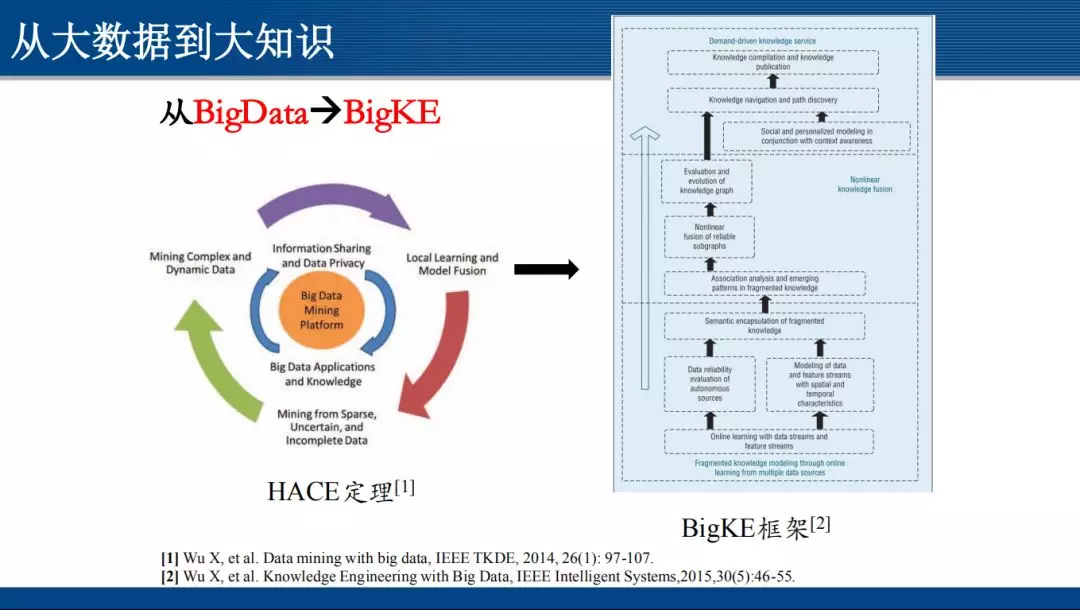 从大数据到大知识
从BigData→BigKE
Information Sharing
and Data Privacy
Mining Complex and
Dynamic Data
Local Learning and
Model Fusion
Big Data
Mining
Platform
Big Data Applications
and Knowledge
Mining from Sparse,
Uncertain, and
Incomplete Data
HACE定理[1]
Demand-driven knowledge service
Knowledge compilation and knowledge
publication
Knowledge navigation and path discovery
Social and personalized modeling in
conjunction with context awareness
Evaluation and
evolution of
knowledge graph
Nonlinear
knowledge fusion
Nonlinear
fusion of reliable
subgraphs
Association analysis and emerging
patterns in fragmented knowledge
Semantic encapsulation of fragmented
knowledge
Data reliability
evaluation of
autonomous
sources
Modeling of data
and feature streams
with spatial and
temporal
characteristics
Online learning with data streams and
feature streams
Fragmented knowledge modeling through online
learning from multiple data sources
BigKE框架[2]
[1] Wu X, et al. Data mining with big data, IEEE TKDE, 2014, 26(1): 97-107.
[2] Wu X, et al. Knowledge Engineering with Big Data, IEEE Intelligent Systems,2015,30(5):46-55.